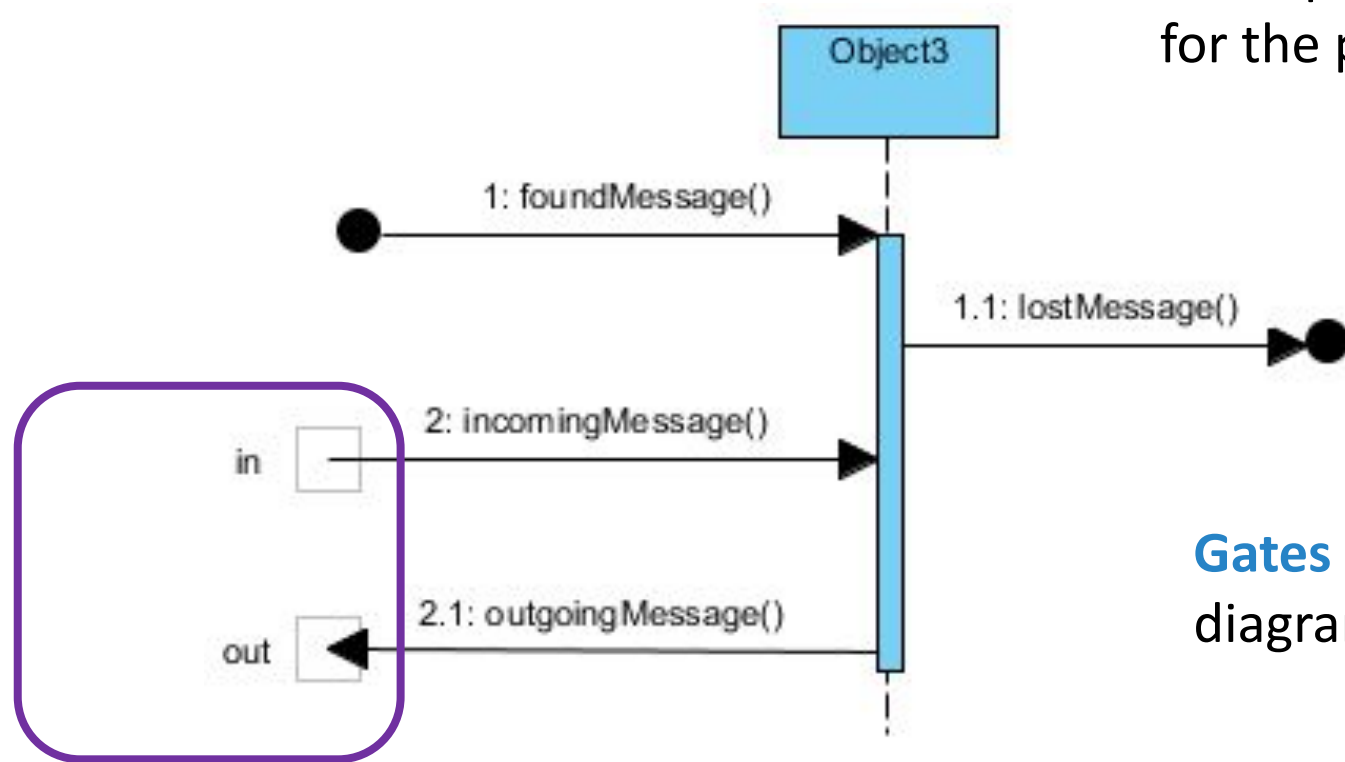 for the
Object3
1: foundMessage()
1.1: lostMessage()
2: incomingMessage()
in
Gates
diagra
2.1: outgoingMessage()
out